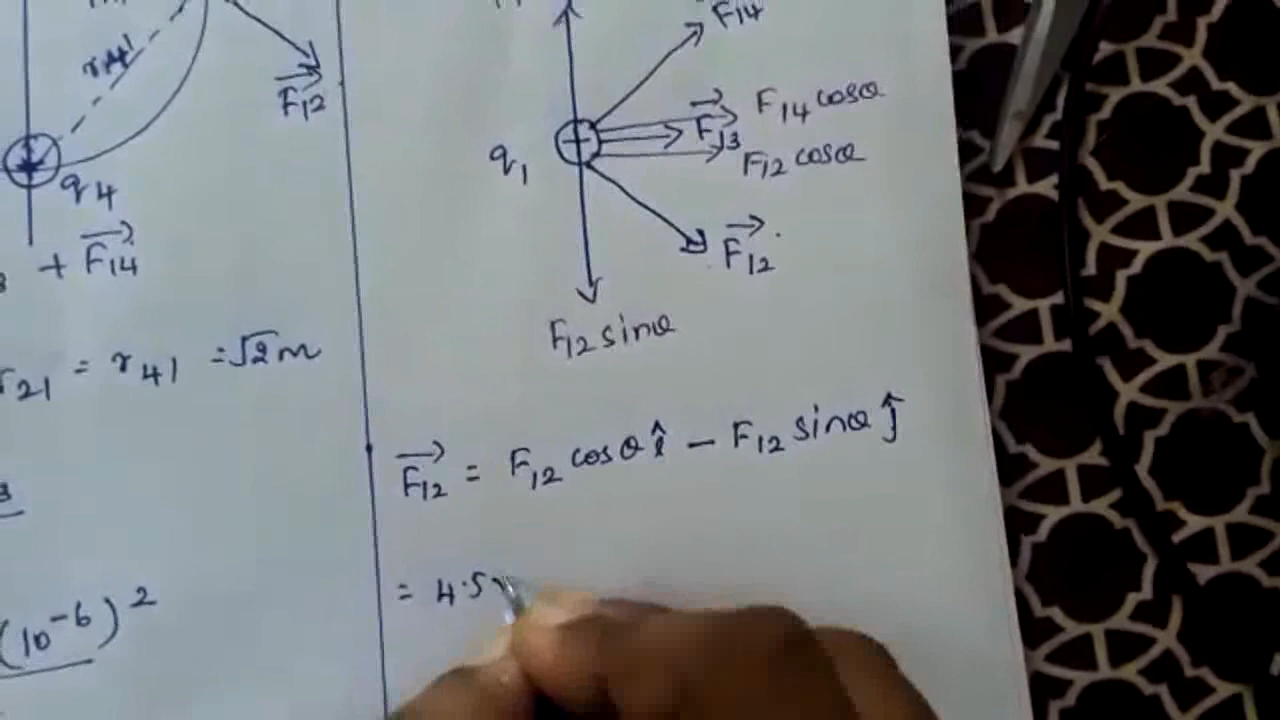 r41
F12
q4
+ F14
r21 = r41 = √2 m
(10⁻⁶)²
F14
F14 cosθ
F13
F12 cosθ
q1
F12
F12 sinθ
F12 = F12 cosθ î - F12 sinθ ĵ
= 4.5